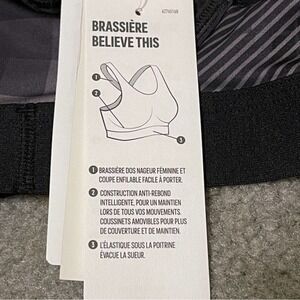 BRASSIÈRE
BELIEVE THIS
1
2
3
1 BRASSIÈRE DOS NAGEUR FÉMININE ET
COUPE ENFILABLE FACILE À PORTER.
2 CONSTRUCTION ANTI-REBOND
INTELLIGENTE, POUR UN MAINTIEN
LORS DE TOUS VOS MOUVEMENTS.
COUSSINETS AMOVIBLES POUR PLUS
DE COUVERTURE ET DE MAINTIEN.
3 L'ÉLASTIQUE SOUS LA POITRINE
ÉVACUE LA SUEUR.